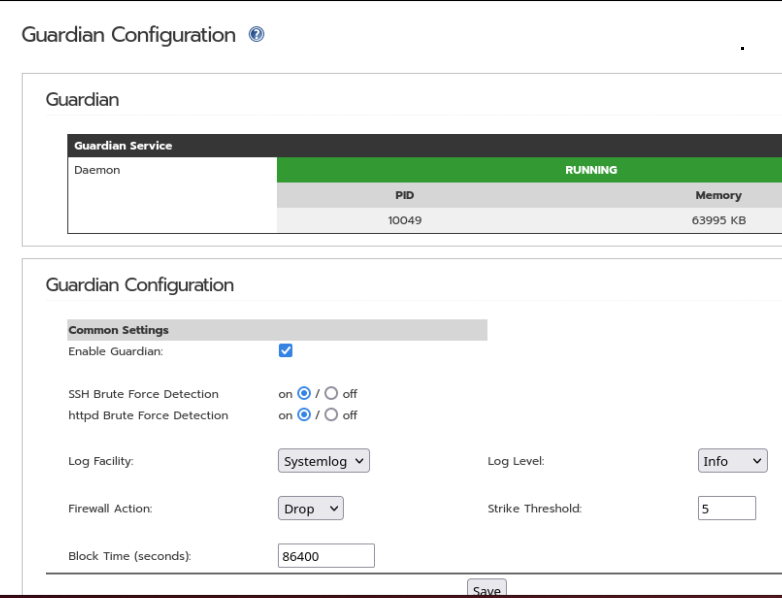 Guardian Configuration
Guardian
Guardian Service
Daemon RUNNING
PID Memory
10049 63995 KB
Guardian Configuration
Common Settings
Enable Guardian:
SSH Brute Force Detection on / off
httpd Brute Force Detection on / off
Log Facility: Systemlog Log Level: Info
Firewall Action: Drop Strike Threshold: 5
Block Time (seconds): 86400
Save